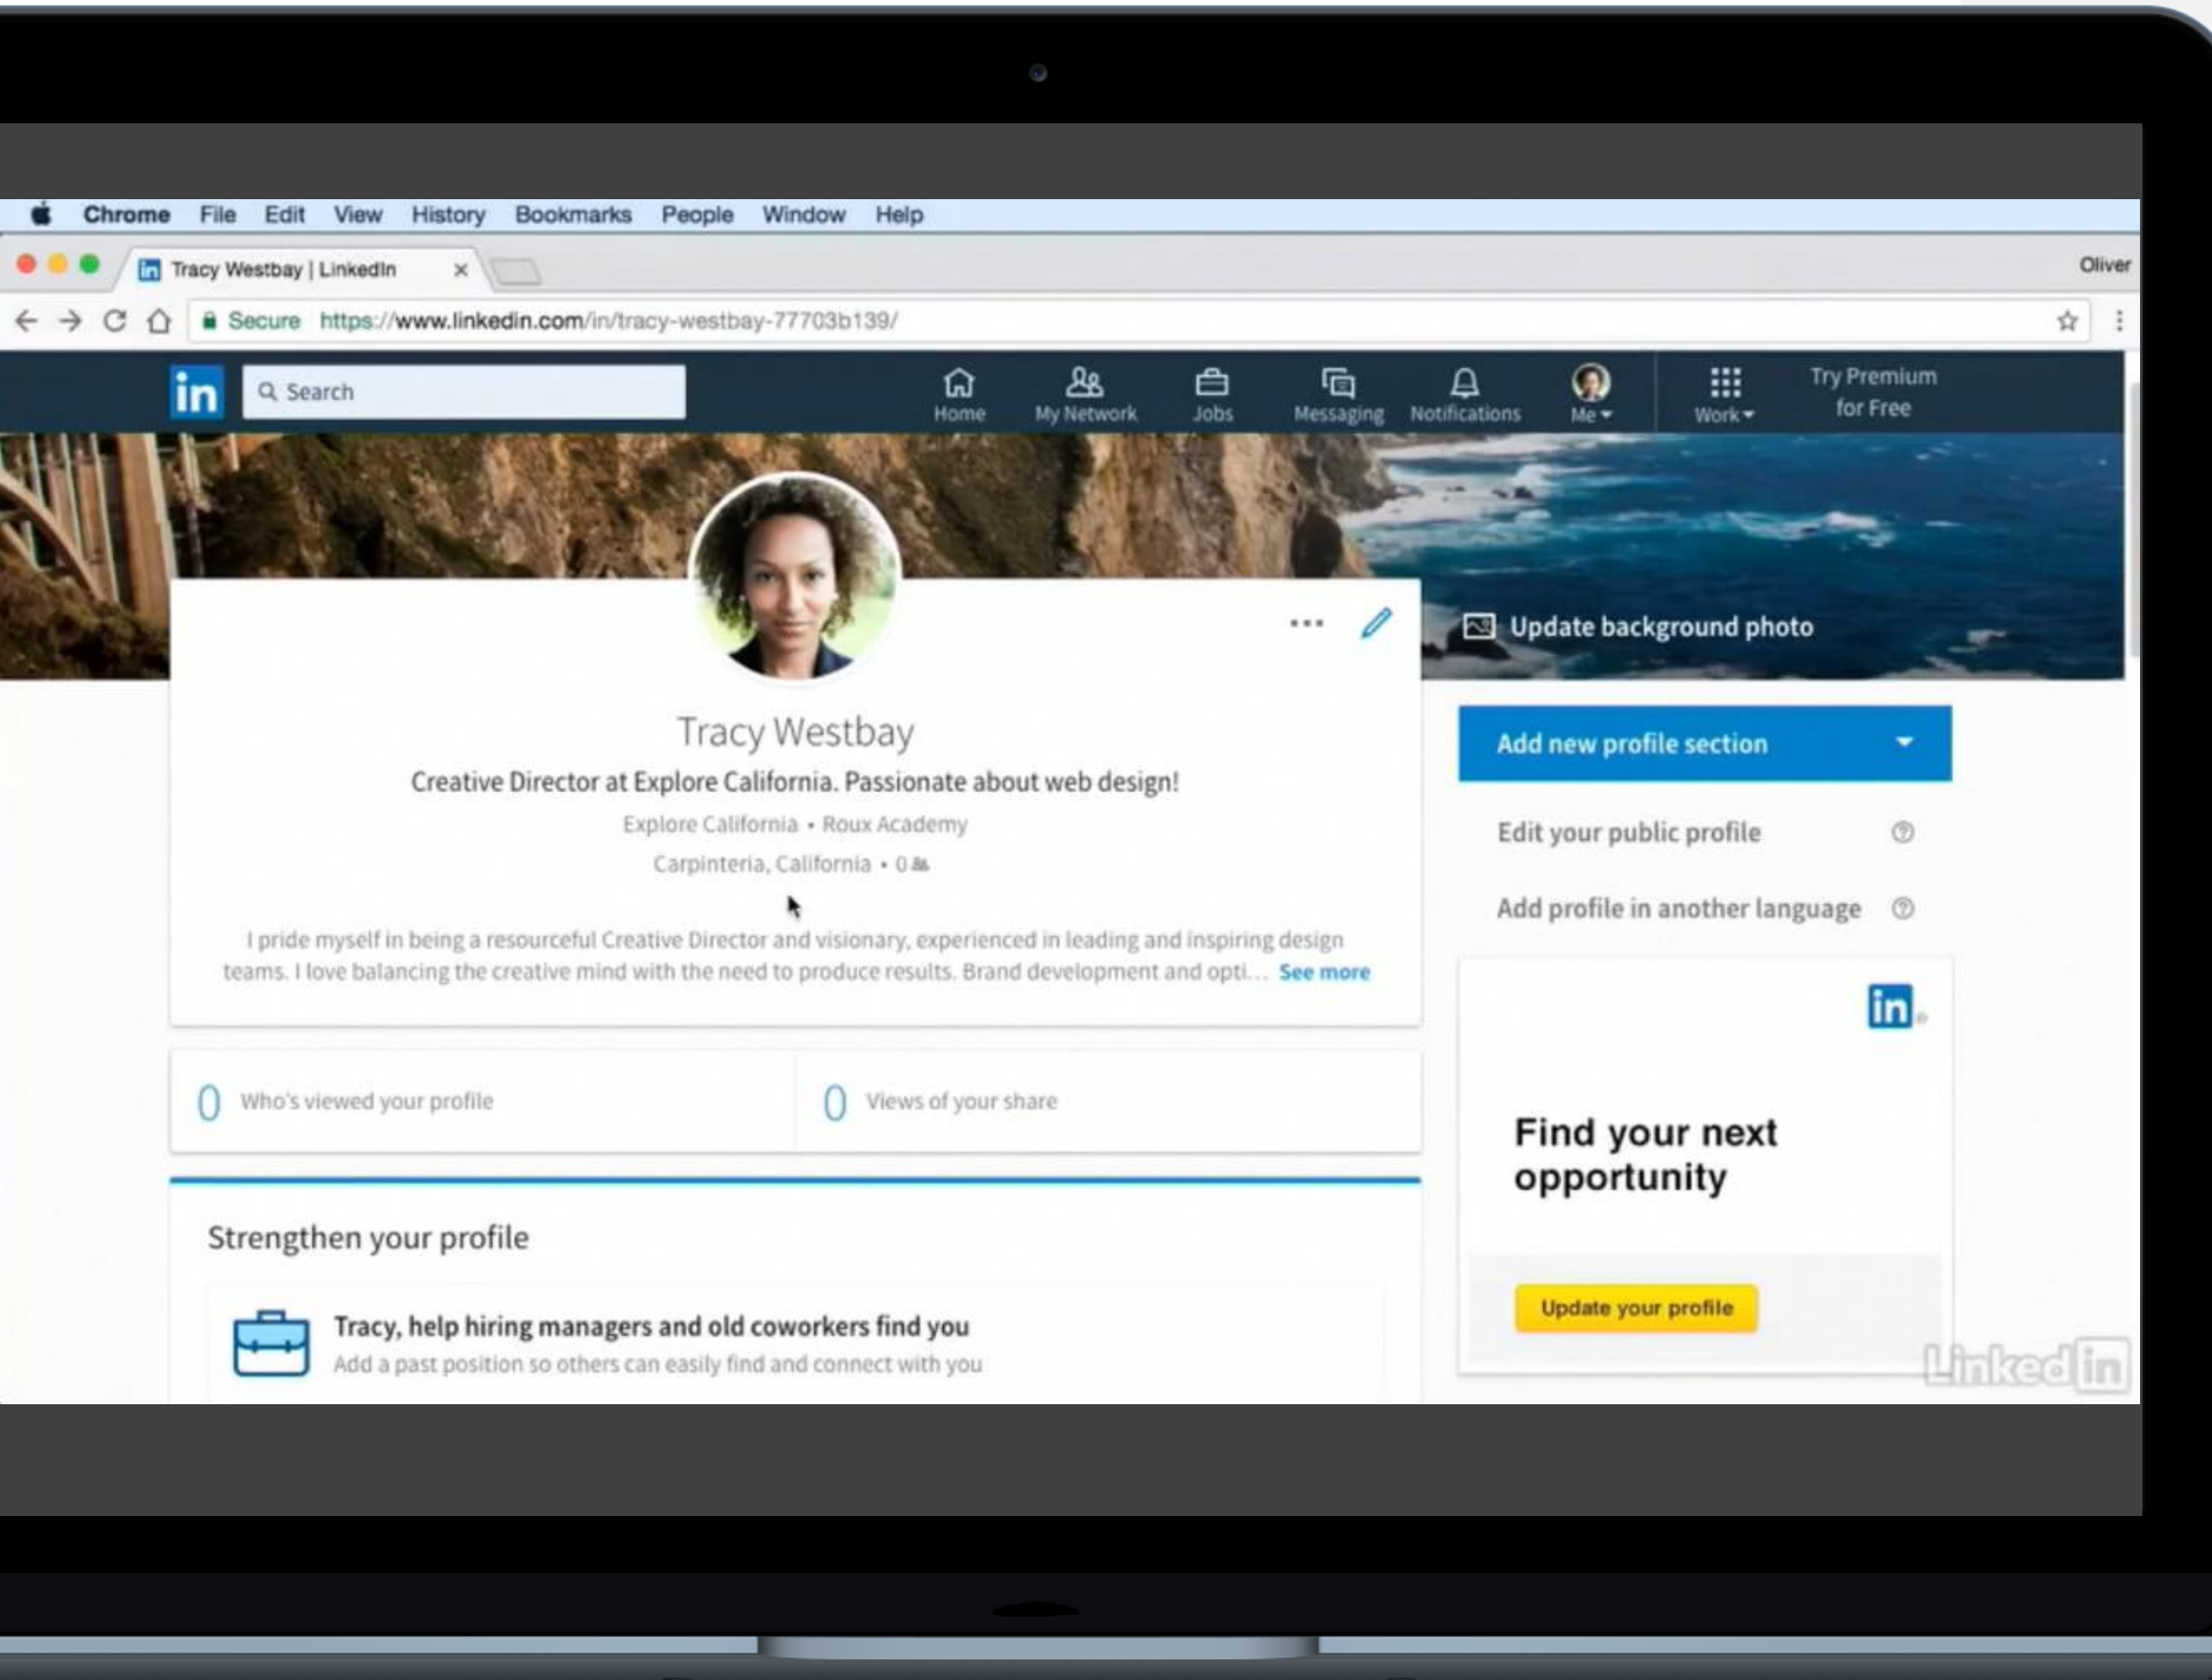 Chrome File Edit View History Bookmarks People Window Help
Tracy Westbay | LinkedIn
Oliver
Secure https://www.linkedin.com/in/tracy-westbay-77703b139/
in
Search
Home
My Network
Jobs
Messaging
Notifications
Me
Work
Try Premium
for Free
Update background photo
Tracy Westbay
Creative Director at Explore California. Passionate about web design!
Explore California • Roux Academy
Carpinteria, California • 0
I pride myself in being a resourceful Creative Director and visionary, experienced in leading and inspiring design
teams. I love balancing the creative mind with the need to produce results. Brand development and opti... See more
Add new profile section
Edit your public profile
Add profile in another language
0 Who's viewed your profile
0 Views of your share
in
Find your next
opportunity
Update your profile
Strengthen your profile
Tracy, help hiring managers and old coworkers find you
Add a past position so others can easily find and connect with you
Linkedin